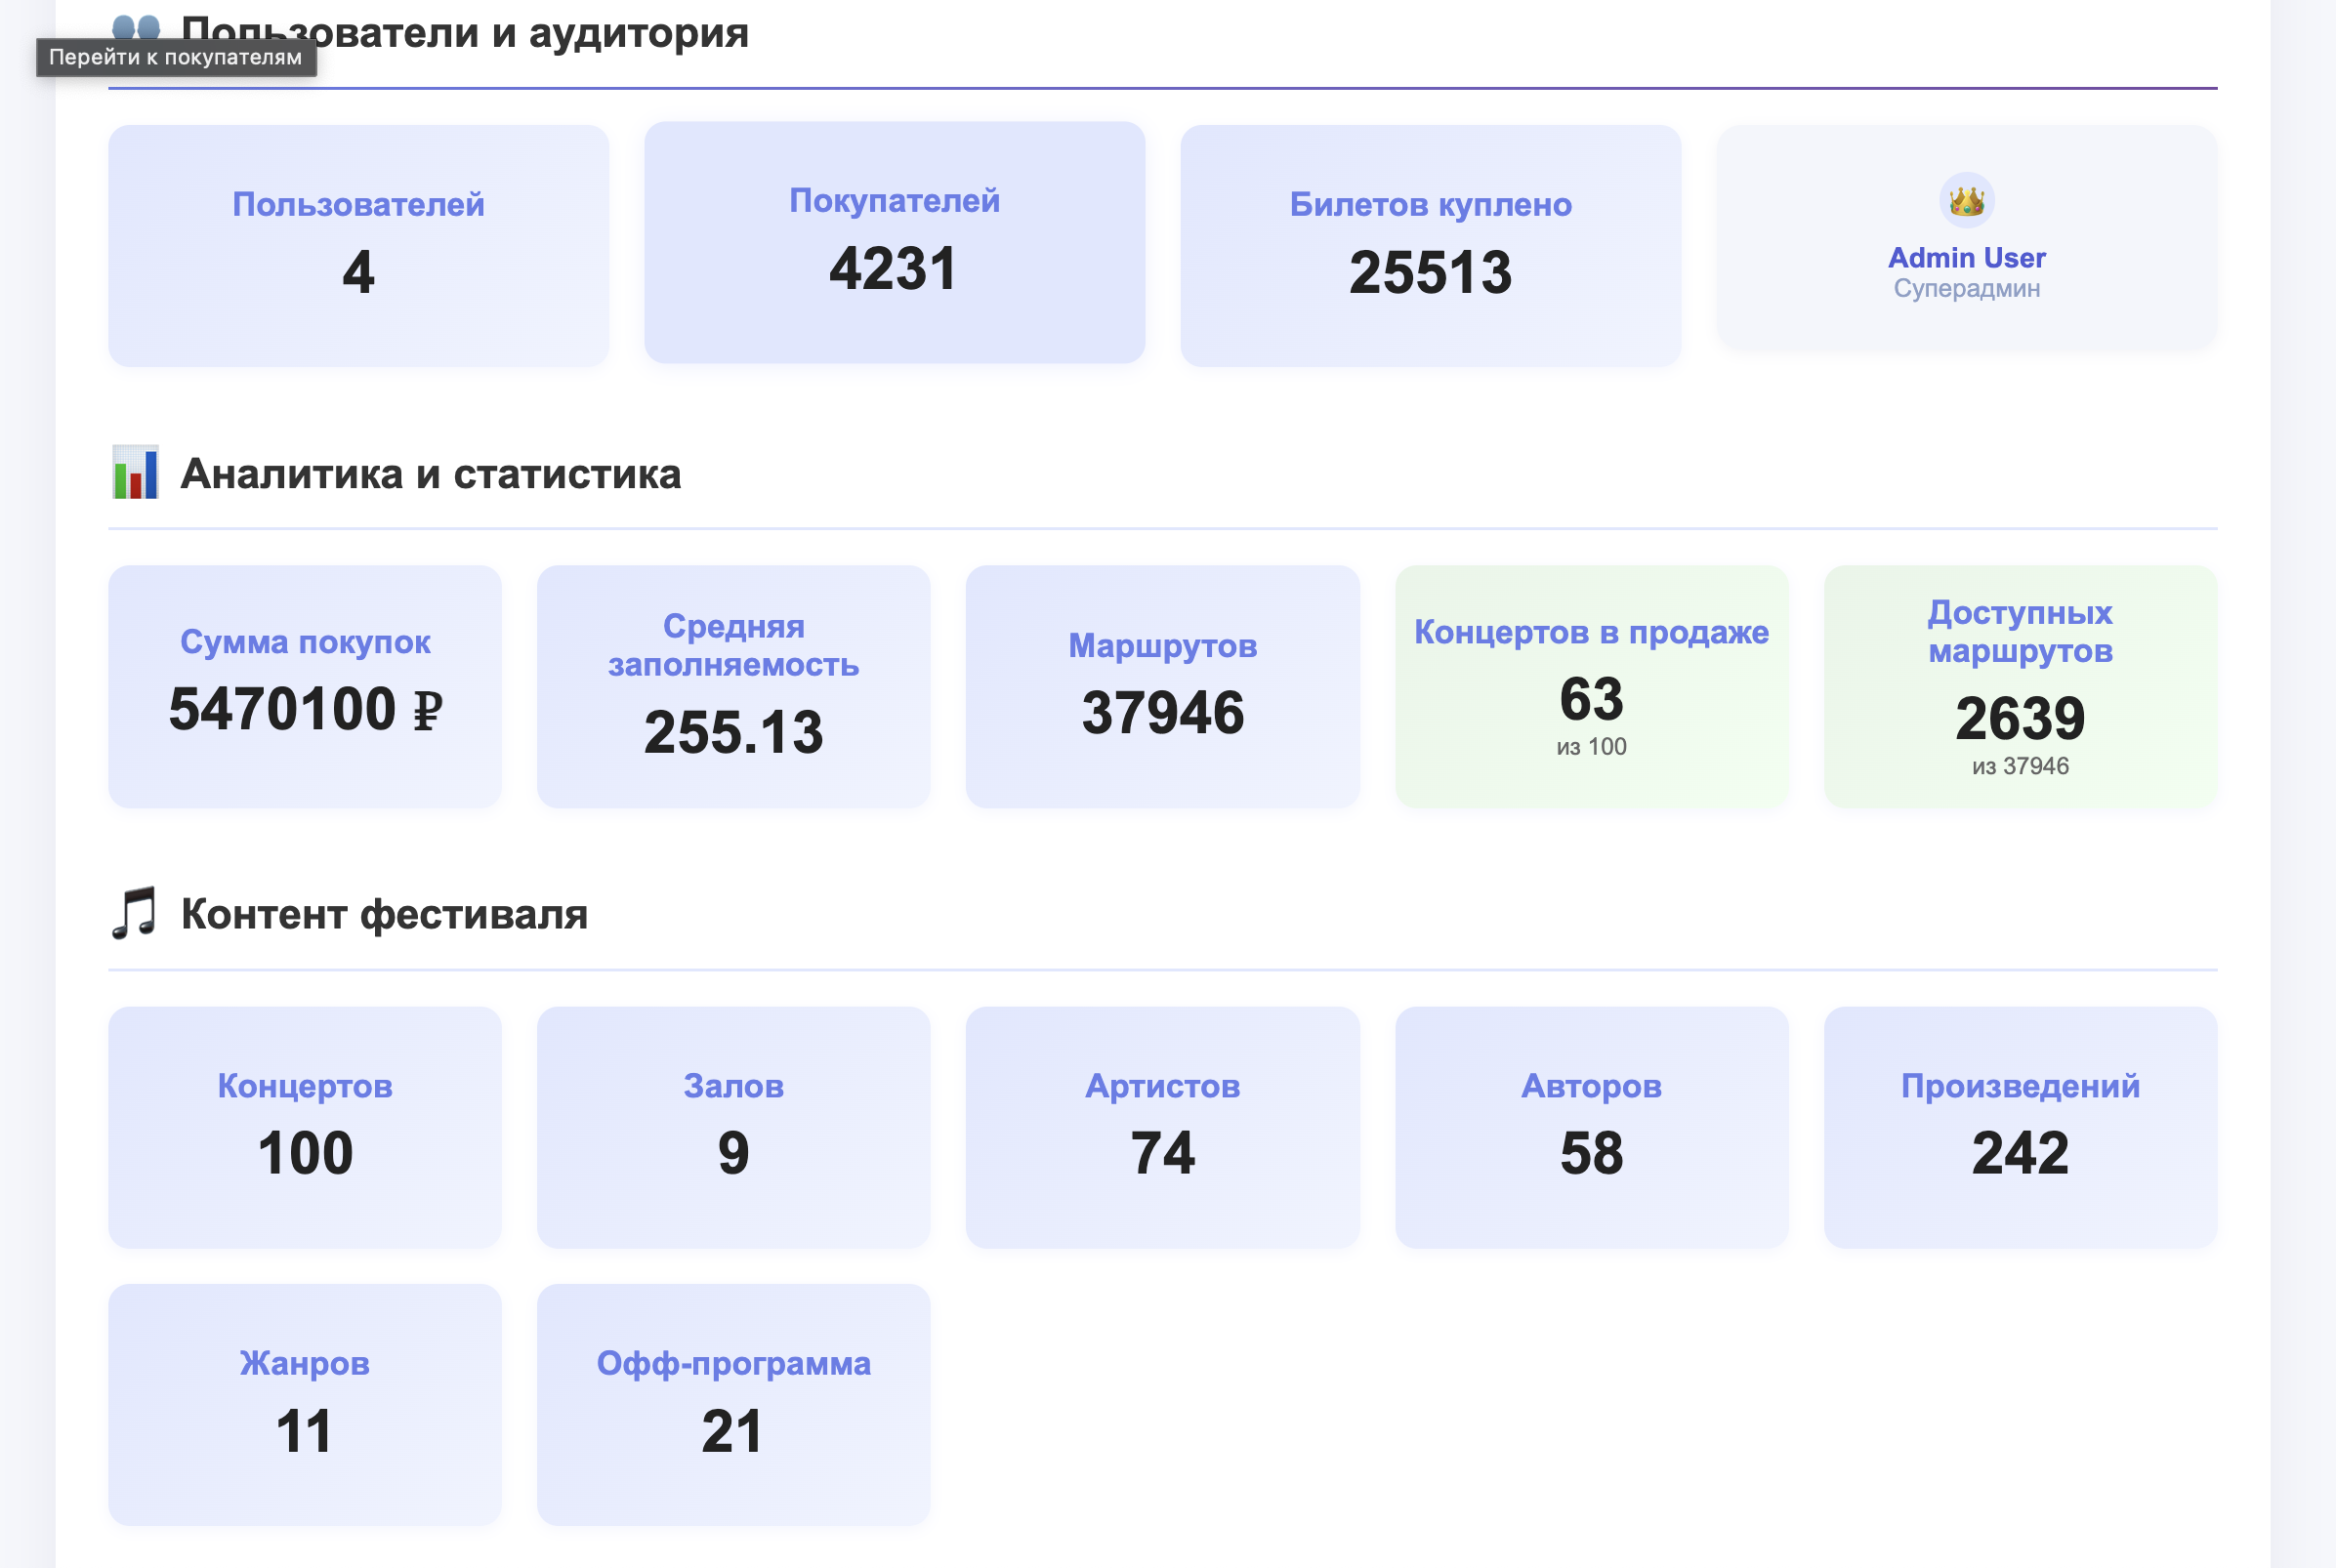 Пользователи и аудитория
Перейти к покупателям
Пользователей
4
Покупателей
4231
Билетов куплено
25513
Admin User
Суперадмин
Аналитика и статистика
Сумма покупок
5470100 ₽
Средняя
заполняемость
255.13
Маршрутов
37946
Концертов в продаже
63
из 100
Доступных
маршрутов
2639
из 37946
Контент фестиваля
Концертов
100
Залов
9
Артистов
74
Авторов
58
Произведений
242
Жанров
11
Офф-программа
21